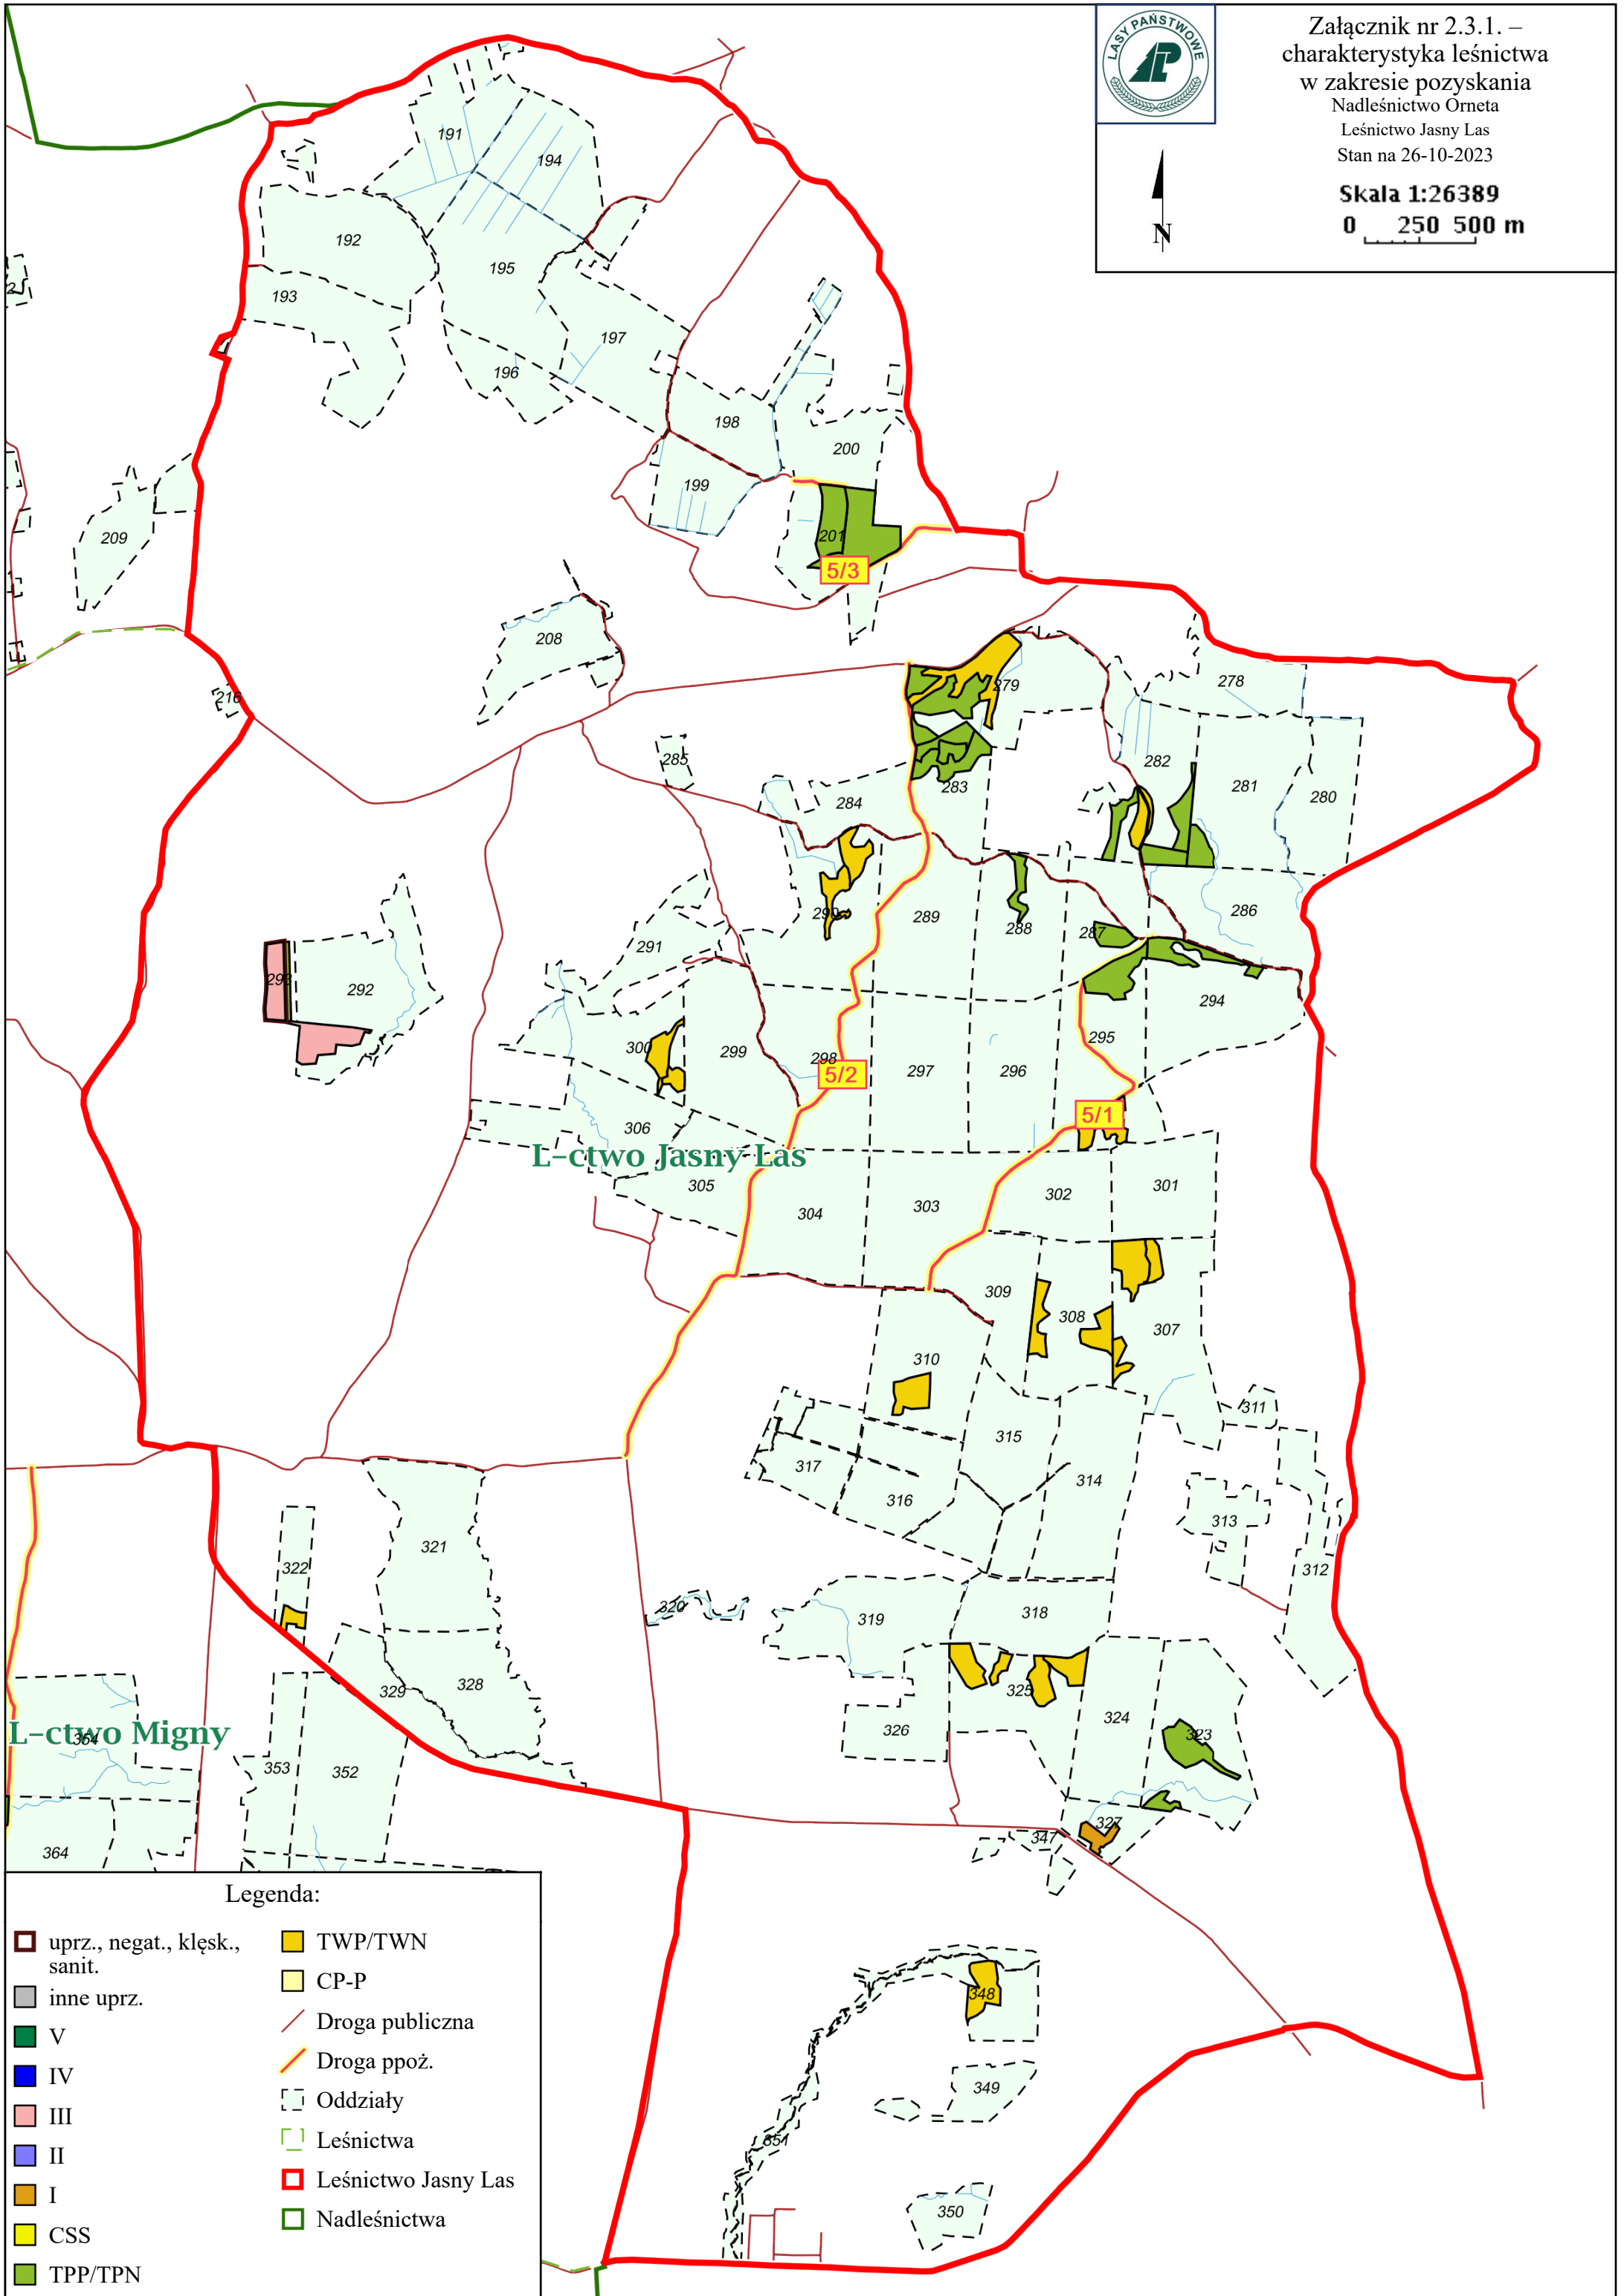 LASY PAŃSTWOWE
Załącznik nr 2.3.1. –
charakterystyka leśnictwa
w zakresie pozyskania
Nadleśnictwo Orneta
Leśnictwo Jasny Las
Stan na 26-10-2023
Skala 1:26389
0 250 500 m
N
191
194
192
195
193
197
196
198
200
199
201
5/3
209
208
216
279
278
285
284
283
282
281
280
290
289
288
287
286
291
293
292
294
295
300
299
298
297
296
5/2
5/1
306
L-ctwo Jasny Las
305
304
303
302
301
309
308
307
310
311
315
317
316
314
313
312
321
322
320
319
318
329
328
325
326
324
323
L-ctwo Migny
354
353
352
327
347
364
348
349
351
350
Legenda:
uprz., negat., klęsk.,
sanit.
inne uprz.
V
IV
III
II
I
CSS
TPP/TPN
TWP/TWN
CP-P
Droga publiczna
Droga ppoż.
Oddziały
Leśnictwa
Leśnictwo Jasny Las
Nadleśnictwa